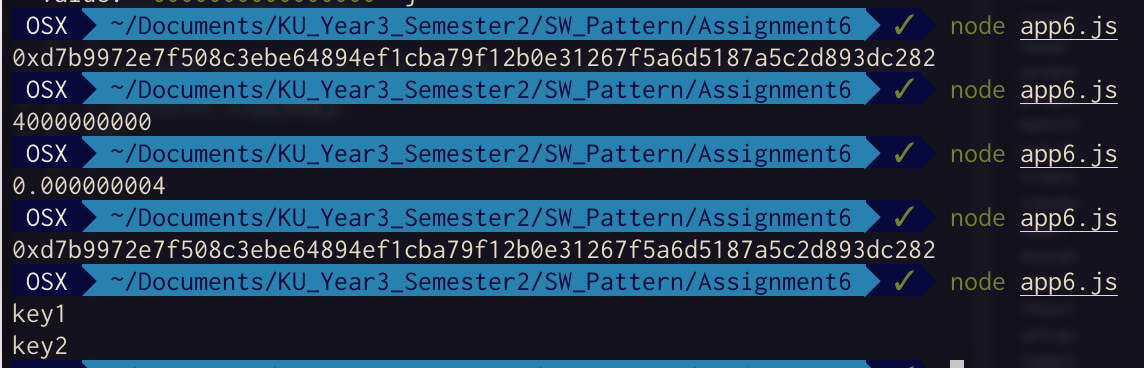 OSX ~/Documents/KU_Year3_Semester2/SW_Pattern/Assignment6 ✓ node app6.js
0xd7b9972e7f508c3ebe64894ef1cba79f12b0e31267f5a6d5187a5c2d893dc282
OSX ~/Documents/KU_Year3_Semester2/SW_Pattern/Assignment6 ✓ node app6.js
4000000000
OSX ~/Documents/KU_Year3_Semester2/SW_Pattern/Assignment6 ✓ node app6.js
0.000000004
OSX ~/Documents/KU_Year3_Semester2/SW_Pattern/Assignment6 ✓ node app6.js
0xd7b9972e7f508c3ebe64894ef1cba79f12b0e31267f5a6d5187a5c2d893dc282
OSX ~/Documents/KU_Year3_Semester2/SW_Pattern/Assignment6 ✓ node app6.js
key1
key2